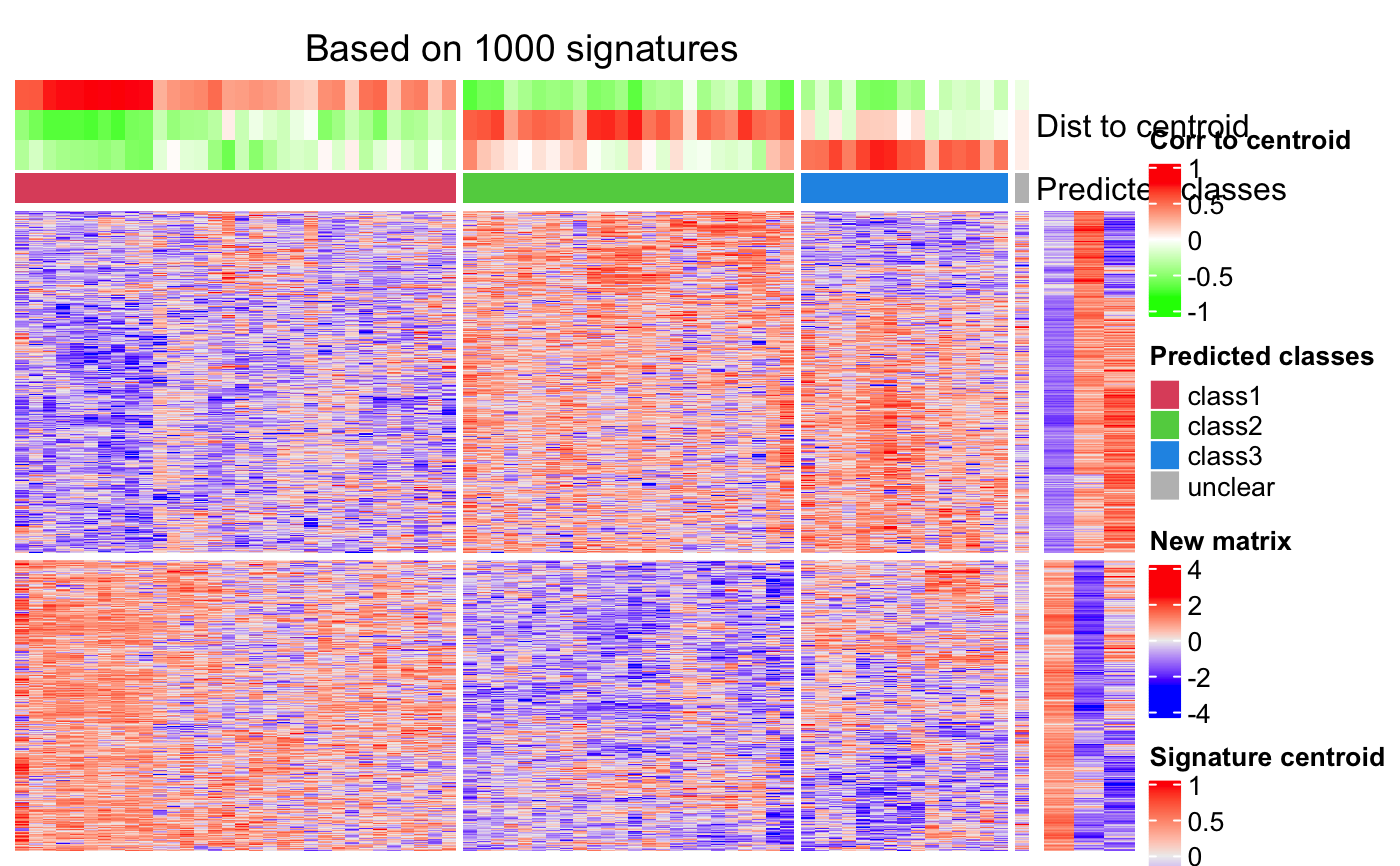 Based on 1000 signatures
Dist to centroid
Predicted classes
Corr to centroid
1
0.5
0
-0.5
-1
Predicted classes
class1
class2
class3
unclear
New matrix
4
2
0
-2
-4
Signature centroid
1
0.5
0